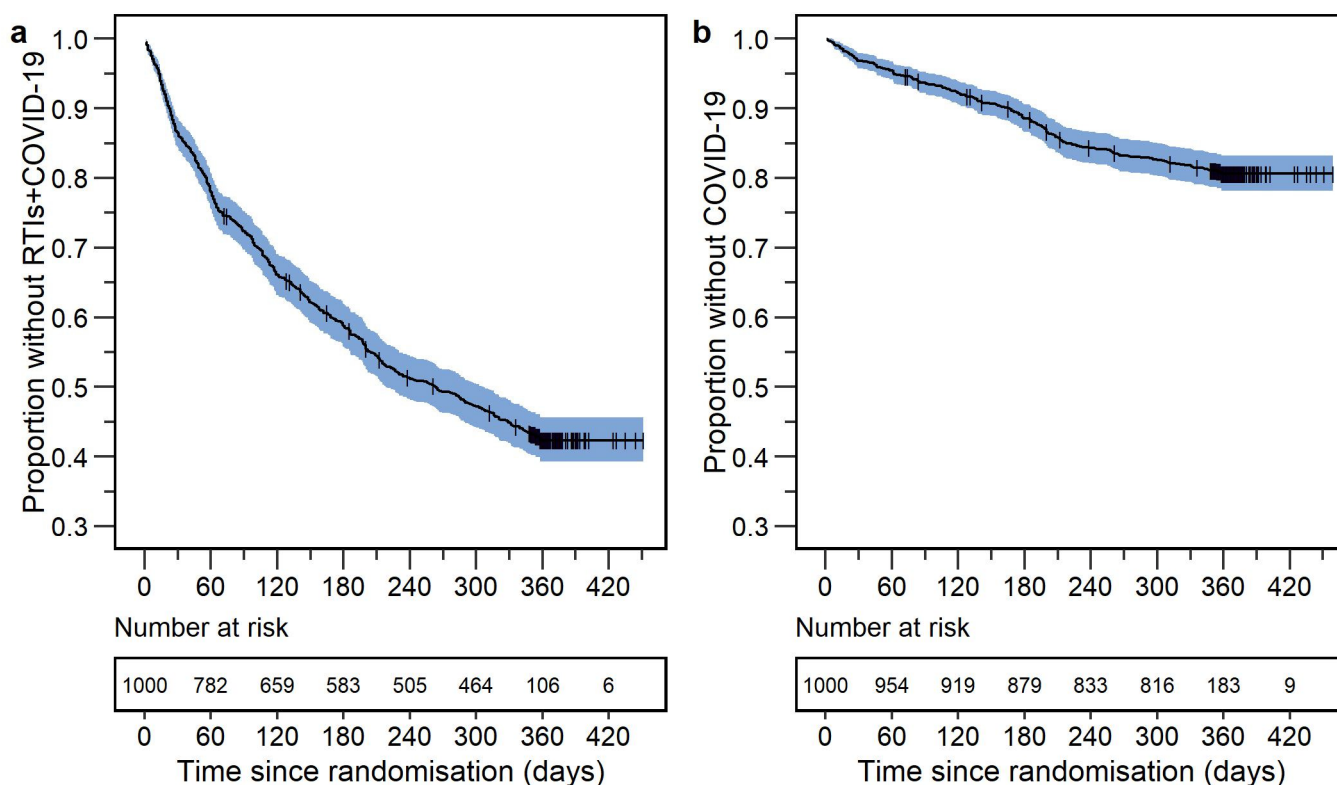 a
Proportion without RTIs+COVID-19
1.0
0.9
0.8
0.7
0.6
0.5
0.4
0.3
0 60 120 180 240 300 360 420
Number at risk
1000 782 659 583 505 464 106 6
0 60 120 180 240 300 360 420
Time since randomisation (days)
b
Proportion without COVID-19
1.0
0.9
0.8
0.7
0.6
0.5
0.4
0.3
0 60 120 180 240 300 360 420
Number at risk
1000 954 919 879 833 816 183 9
0 60 120 180 240 300 360 420
Time since randomisation (days)